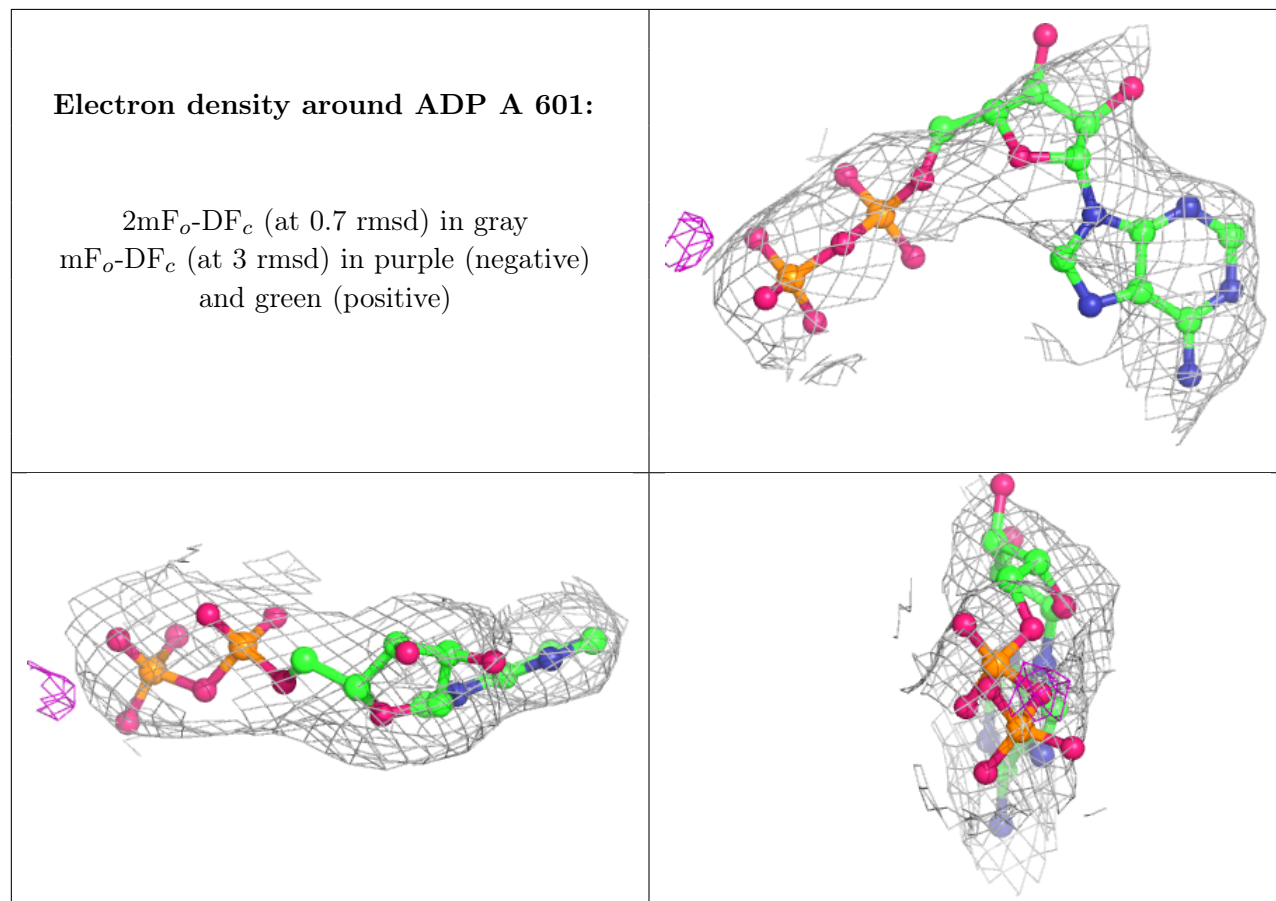 Electron density around ADP A 601:
2mFₒ-DF𝒸 (at 0.7 rmsd) in gray
mFₒ-DF𝒸 (at 3 rmsd) in purple (negative)
and green (positive)